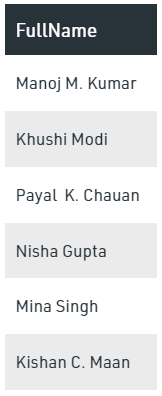 FullName
Manoj M. Kumar
Khushi Modi
Payal  K. Chauan
Nisha Gupta
Mina Singh
Kishan C. Maan